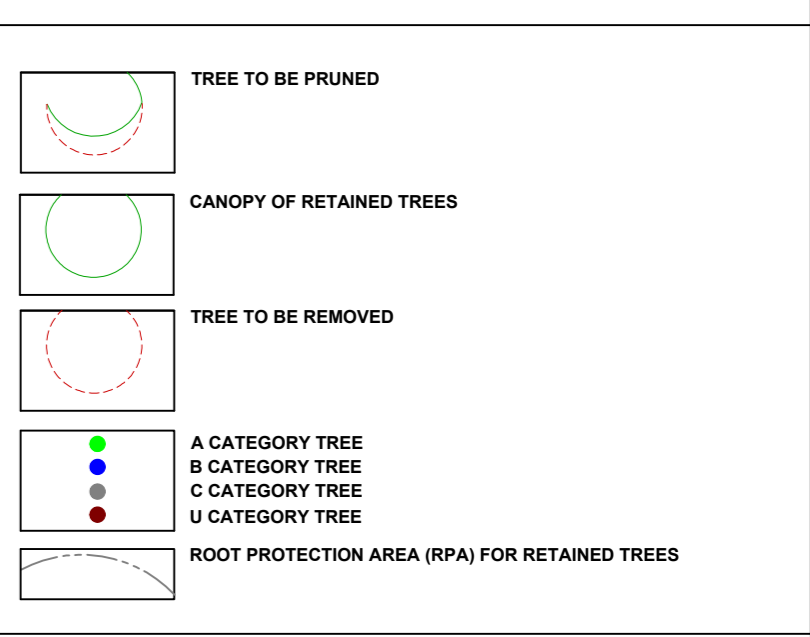 TREE TO BE PRUNED
CANOPY OF RETAINED TREES
TREE TO BE REMOVED
A CATEGORY TREE
B CATEGORY TREE
C CATEGORY TREE
U CATEGORY TREE
ROOT PROTECTION AREA (RPA) FOR RETAINED TREES